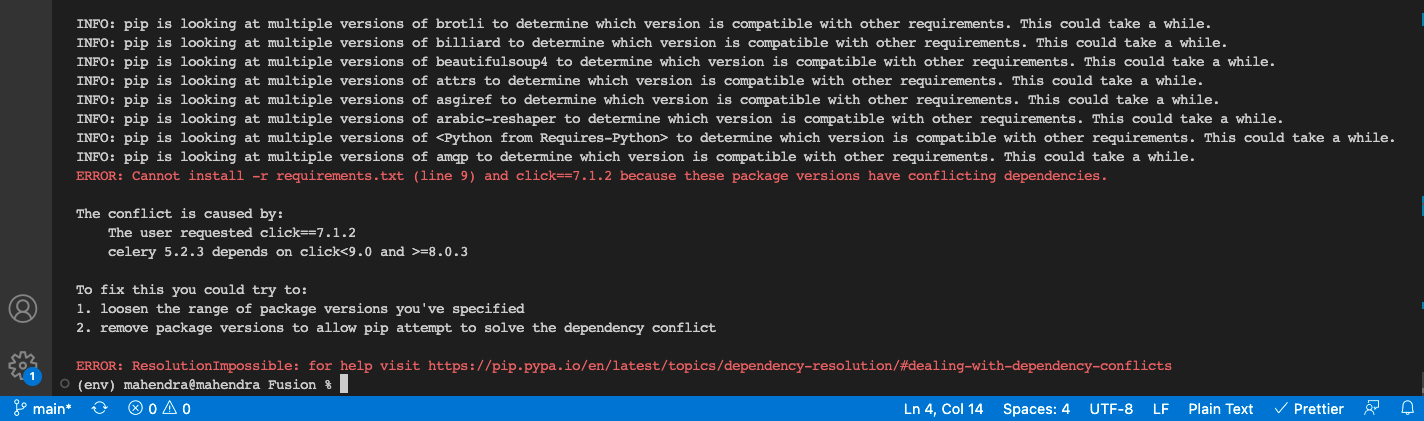 INFO: pip is looking at multiple versions of brotli to determine which version is compatible with other requirements. This could take a while.
INFO: pip is looking at multiple versions of billiard to determine which version is compatible with other requirements. This could take a while.
INFO: pip is looking at multiple versions of beautifulsoup4 to determine which version is compatible with other requirements. This could take a while.
INFO: pip is looking at multiple versions of attrs to determine which version is compatible with other requirements. This could take a while.
INFO: pip is looking at multiple versions of asgiref to determine which version is compatible with other requirements. This could take a while.
INFO: pip is looking at multiple versions of arabic-reshaper to determine which version is compatible with other requirements. This could take a while.
INFO: pip is looking at multiple versions of <Python from Requires-Python> to determine which version is compatible with other requirements. This could take a while.
INFO: pip is looking at multiple versions of amqp to determine which version is compatible with other requirements. This could take a while.
ERROR: Cannot install -r requirements.txt (line 9) and click==7.1.2 because these package versions have conflicting dependencies.

The conflict is caused by:
    The user requested click==7.1.2
    celery 5.2.3 depends on click<9.0 and >=8.0.3

To fix this you could try to:
1. loosen the range of package versions you've specified
2. remove package versions to allow pip attempt to solve the dependency conflict

ERROR: ResolutionImpossible: for help visit https://pip.pypa.io/en/latest/topics/dependency-resolution/#dealing-with-dependency-conflicts
(env) mahendra@mahendra Fusion %
1
main* 0 0 Ln 4, Col 14 Spaces: 4 UTF-8 LF Plain Text Prettier